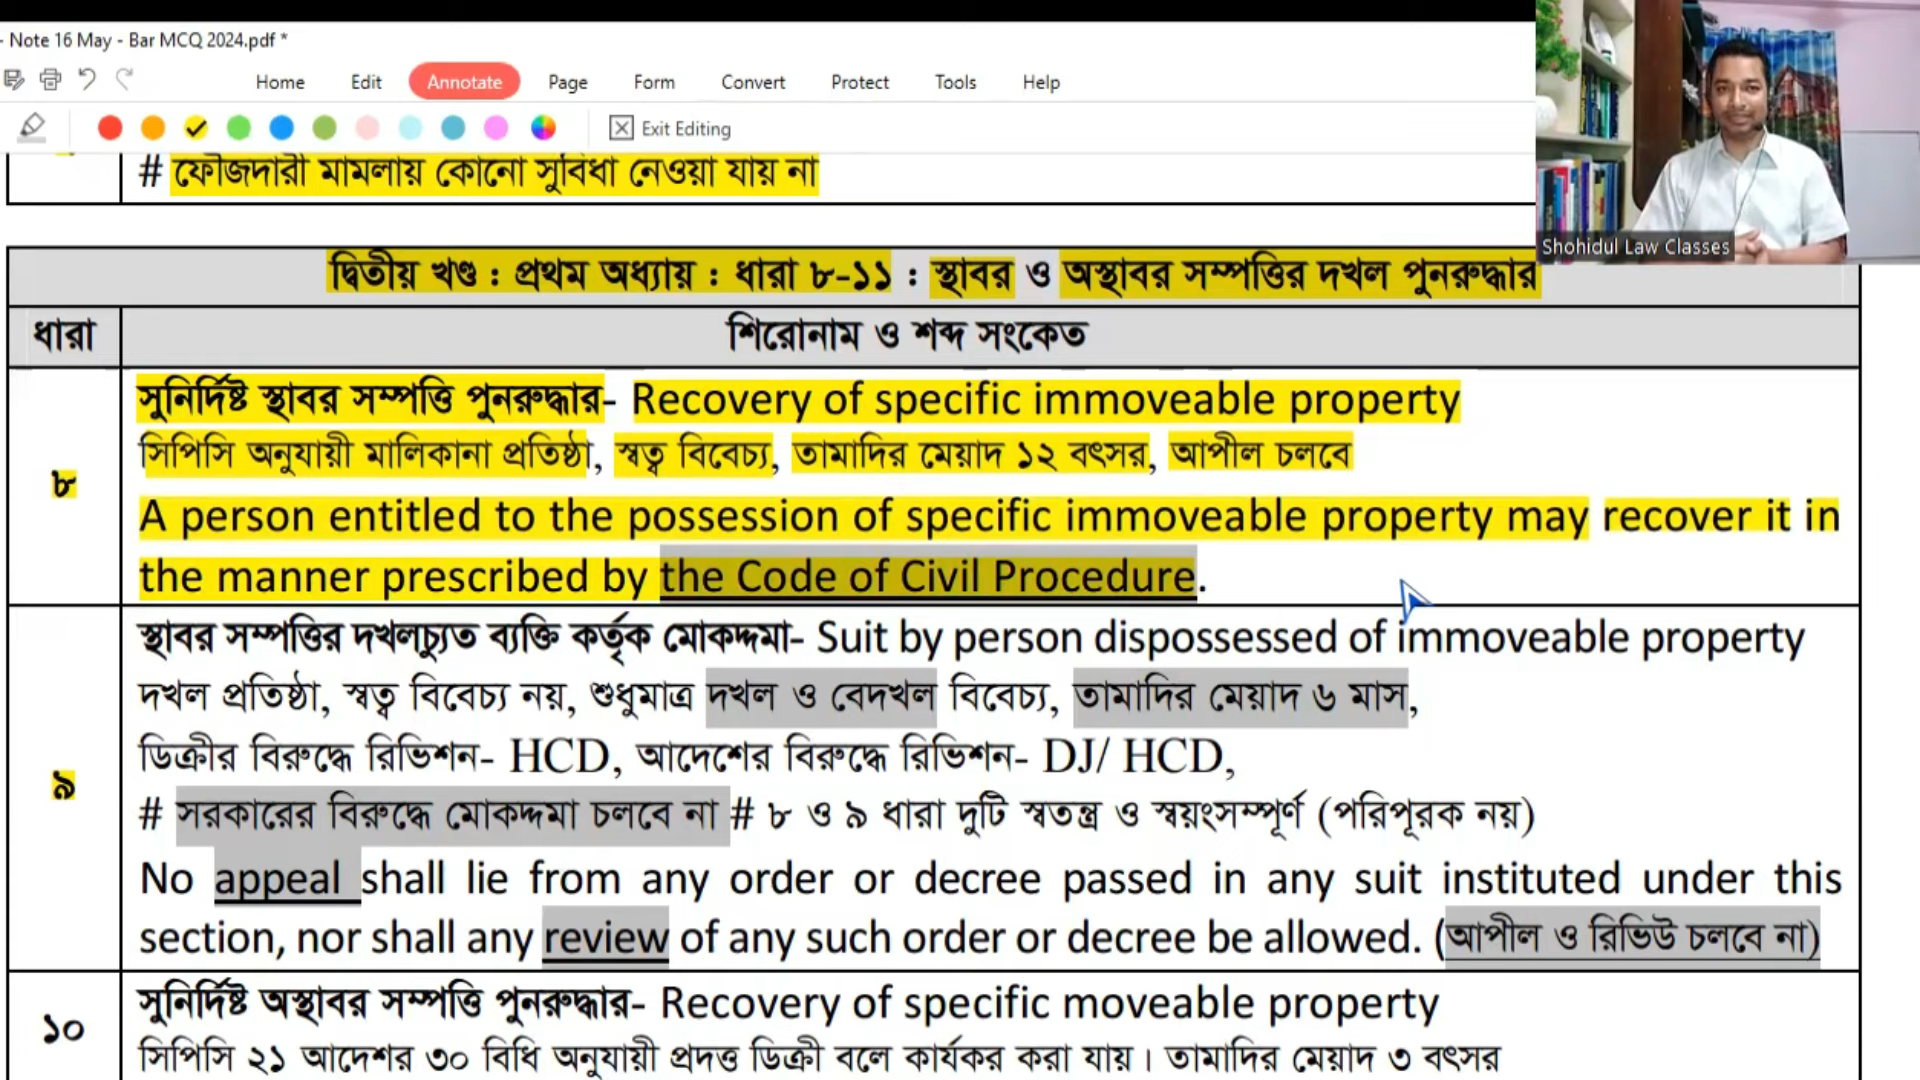 - Note 16 May - Bar MCQ 2024.pdf *
Home Edit Annotate Page Form Convert Protect Tools Help
Exit Editing
# ফৌজদারী মামলায় কোনো সুবিধা নেওয়া যায় না
Shohidul Law Classes
দ্বিতীয় খণ্ড : প্রথম অধ্যায় : ধারা ৮-১১ : স্থাবর ও অস্থাবর সম্পত্তির দখল পুনরুদ্ধার
ধারা শিরোনাম ও শব্দ সংকেত
সুনির্দিষ্ট স্থাবর সম্পত্তি পুনরুদ্ধার- Recovery of specific immoveable property
সিপিসি অনুযায়ী মালিকানা প্রতিষ্ঠা, স্বত্ব বিবেচ্য, তামাদির মেয়াদ ১২ বৎসর, আপীল চলবে
৮
A person entitled to the possession of specific immoveable property may recover it in
the manner prescribed by the Code of Civil Procedure.
স্থাবর সম্পত্তির দখলচ্যুত ব্যক্তি কর্তৃক মোকদ্দমা- Suit by person dispossessed of immoveable property
দখল প্রতিষ্ঠা, স্বত্ব বিবেচ্য নয়, শুধুমাত্র দখল ও বেদখল বিবেচ্য, তামাদির মেয়াদ ৬ মাস,
ডিক্রীর বিরুদ্ধে রিভিশন- HCD, আদেশের বিরুদ্ধে রিভিশন- DJ/ HCD,
৯
# সরকারের বিরুদ্ধে মোকদ্দমা চলবে না # ৮ ও ৯ ধারা দুটি স্বতন্ত্র ও স্বয়ংসম্পূর্ণ (পরিপূরক নয়)
No appeal shall lie from any order or decree passed in any suit instituted under this
section, nor shall any review of any such order or decree be allowed. (আপীল ও রিভিউ চলবে না)
সুনির্দিষ্ট অস্থাবর সম্পত্তি পুনরুদ্ধার- Recovery of specific moveable property
১০
সিপিসি ২১ আদেশর ৩০ বিধি অনুযায়ী প্রদত্ত ডিক্রী বলে কার্যকর করা যায়। তামাদির মেয়াদ ৩ বৎসর